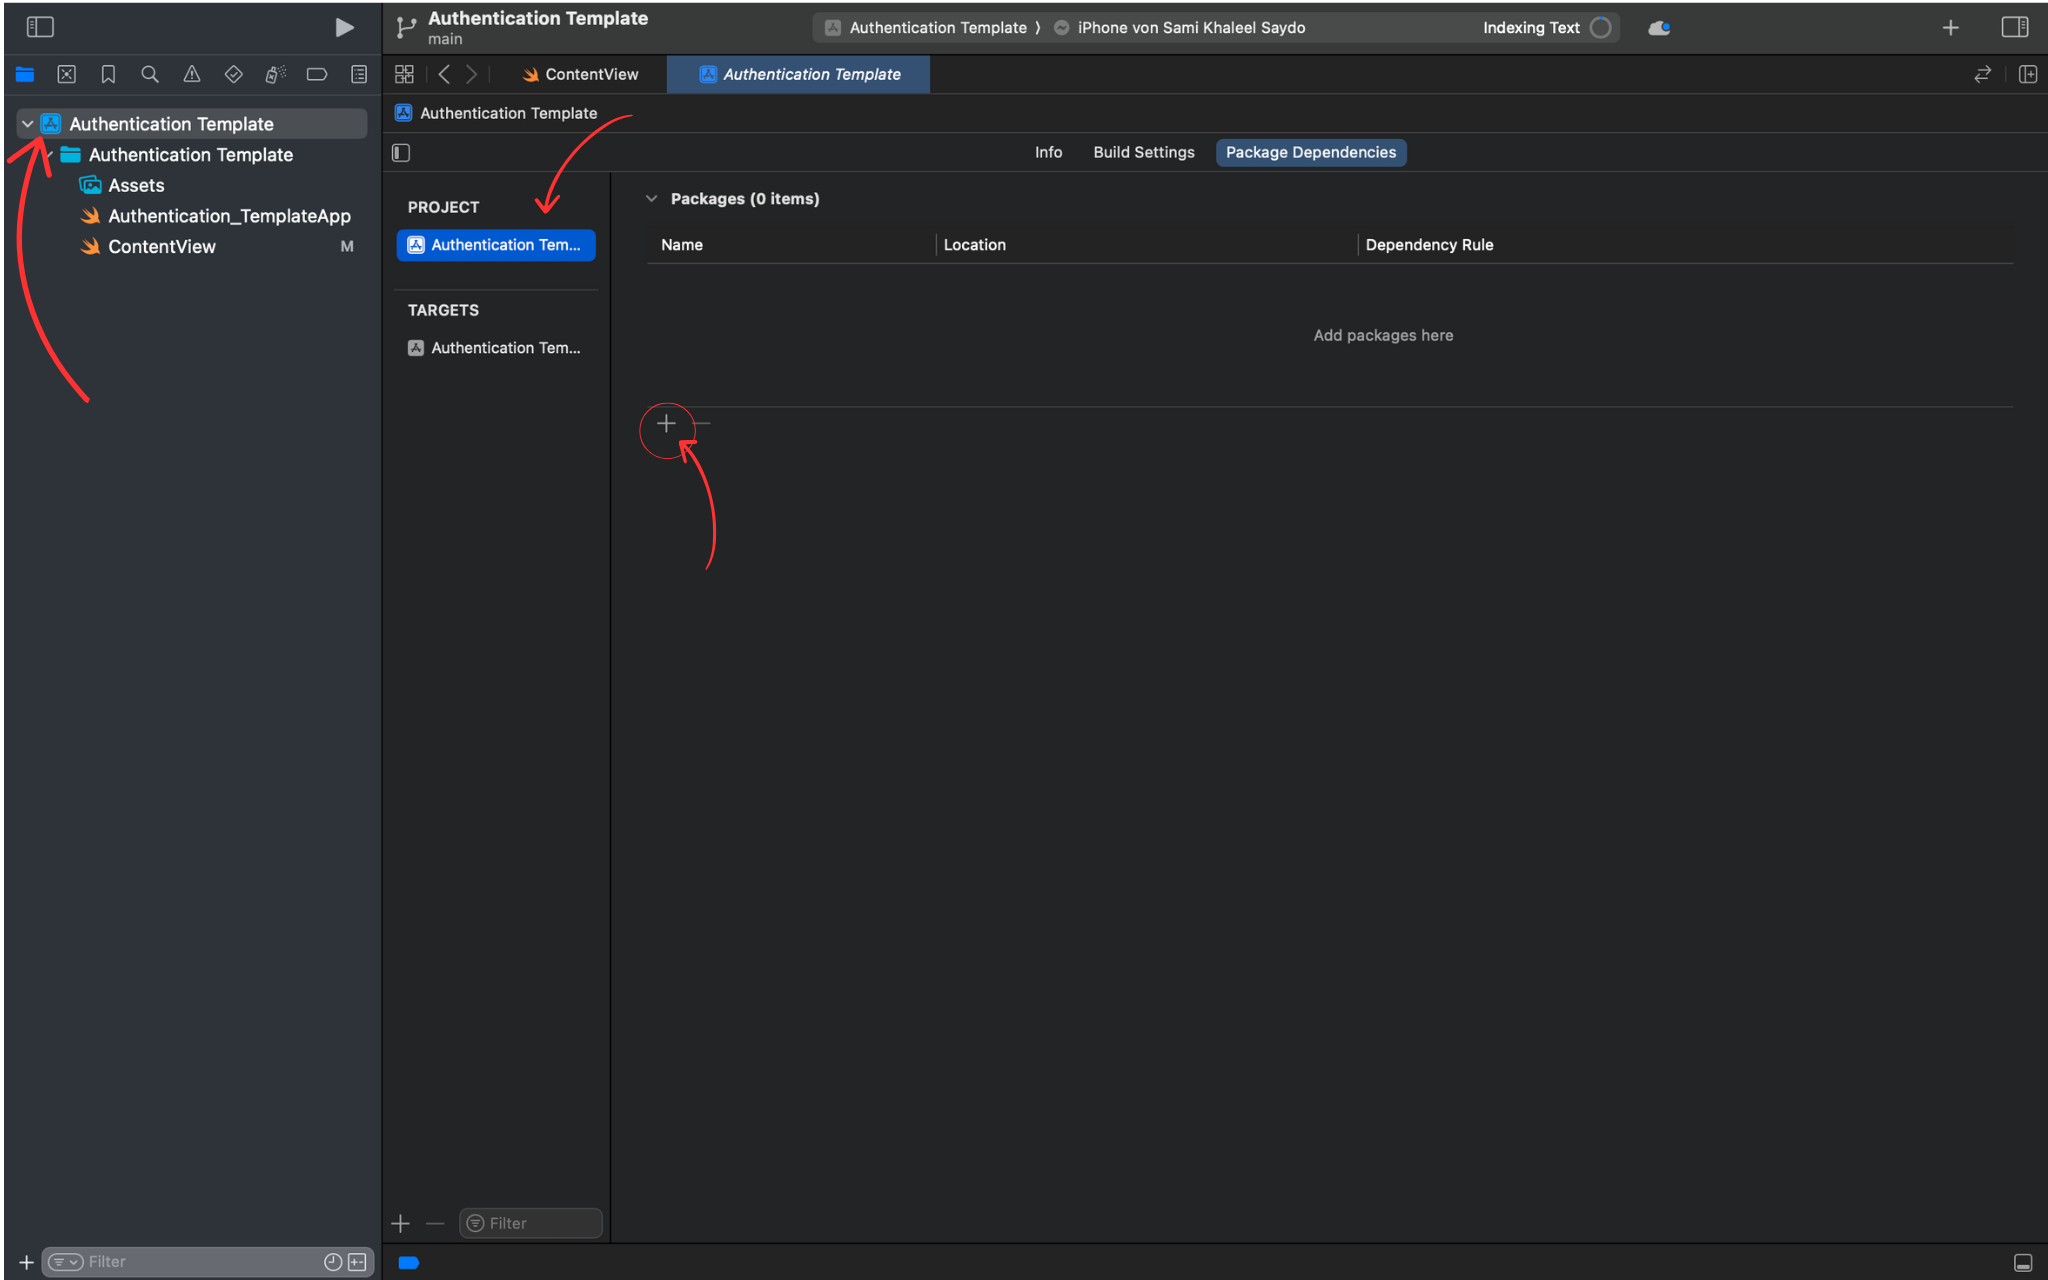 Authentication Template
main
Authentication Template
iPhone von Sami Khaleel Saydo
Indexing Text
ContentView
Authentication Template
Authentication Template
Authentication Template
Authentication Template
Assets
Authentication_TemplateApp
ContentView
M
Info
Build Settings
Package Dependencies
PROJECT
Authentication Tem...
TARGETS
Authentication Tem...
Packages (0 items)
Name
Location
Dependency Rule
Add packages here
Filter
Filter